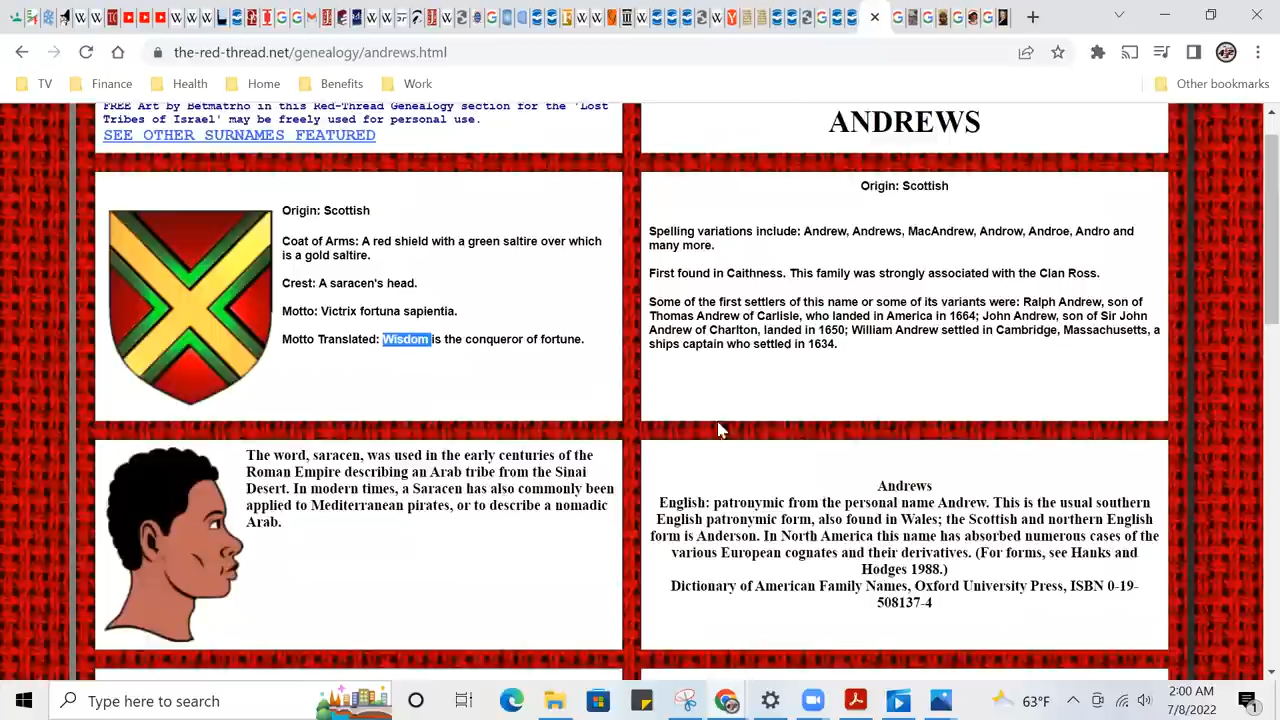 the-red-thread.net/genealogy/andrews.html
TV
Finance
Health
Home
Benefits
Work
Other bookmarks
FREE Art by Betmatrho in this Red-Thread Genealogy section for the 'Lost
Tribes of Israel' may be freely used for personal use.
SEE OTHER SURNAMES FEATURED
ANDREWS
Origin: Scottish
Coat of Arms: A red shield with a green saltire over which
is a gold saltire.
Crest: A saracen's head.
Motto: Victrix fortuna sapientia.
Motto Translated: Wisdom is the conqueror of fortune.
Origin: Scottish
Spelling variations include: Andrew, Andrews, MacAndrew, Androw, Androe, Andro and
many more.
First found in Caithness. This family was strongly associated with the Clan Ross.
Some of the first settlers of this name or some of its variants were: Ralph Andrew, son of
Thomas Andrew of Carlisle, who landed in America in 1664; John Andrew, son of Sir John
Andrew of Charlton, landed in 1650; William Andrew settled in Cambridge, Massachusetts, a
ships captain who settled in 1634.
The word, saracen, was used in the early centuries of the
Roman Empire describing an Arab tribe from the Sinai
Desert. In modern times, a Saracen has also commonly been
applied to Mediterranean pirates, or to describe a nomadic
Arab.
Andrews
English: patronymic from the personal name Andrew. This is the usual southern
English patronymic form, also found in Wales; the Scottish and northern English
form is Anderson. In North America this name has absorbed numerous cases of the
various European cognates and their derivatives. (For forms, see Hanks and
Hodges 1988.)
Dictionary of American Family Names, Oxford University Press, ISBN 0-19-
508137-4
Type here to search
63°F
2:00 AM
7/8/2022
1